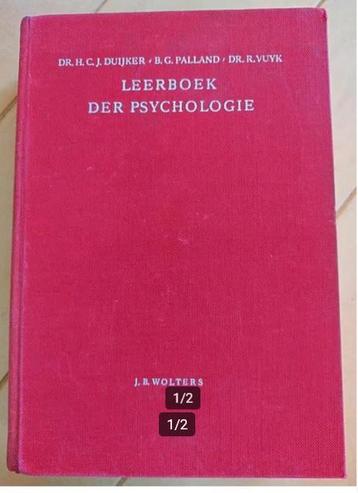 DR. H. C. J. DUIJKER / B. G. PALLAND / DR. R. VUYK
LEERBOEK
DER PSYCHOLOGIE
J. B. WOLTERS
1/2
1/2